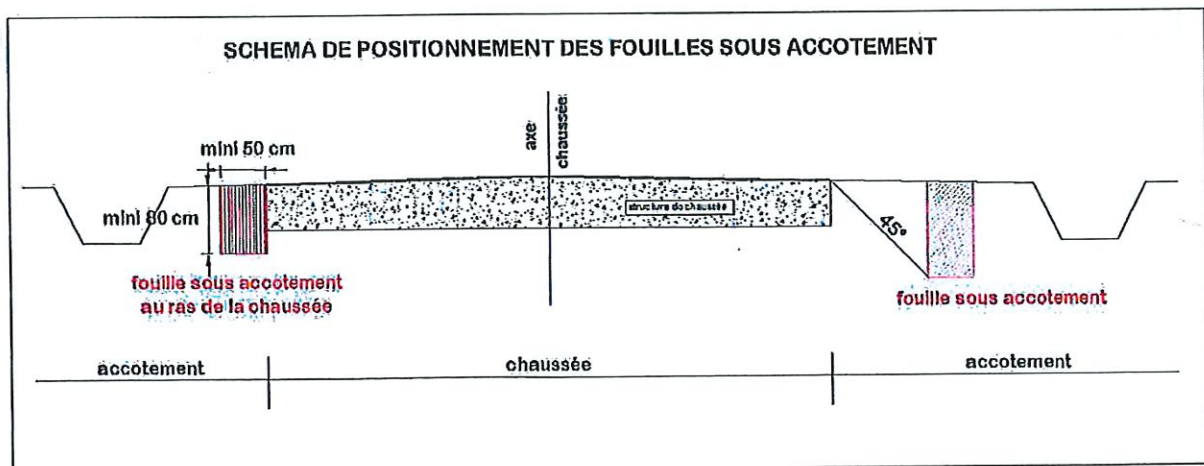 SCHEMA DE POSITIONNEMENT DES FOUILLES SOUS ACCOTEMENT
mini 50 cm
axe
chaussée
mini 80 cm
structure de chaussée
45°
fouille sous accotement
au ras de la chaussée
fouille sous accotement
accotement
chaussée
accotement